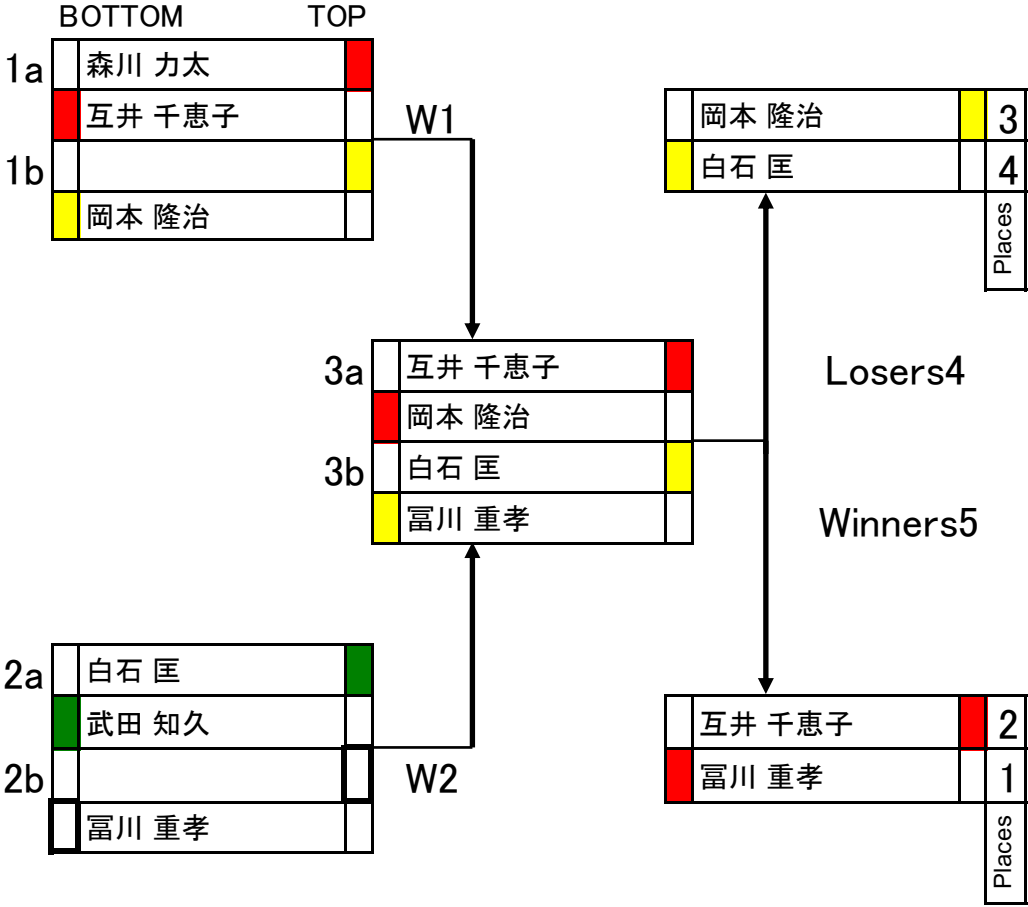 BOTTOM TOP
1a 森川 力太
互井 千恵子
1b
岡本 隆治
W1
岡本 隆治 3
白石 匡 4
Places
3a 互井 千恵子
岡本 隆治
3b 白石 匡
冨川 重孝
Losers4
Winners5
2a 白石 匡
武田 知久
2b
冨川 重孝
W2
互井 千恵子 2
冨川 重孝 1
Places